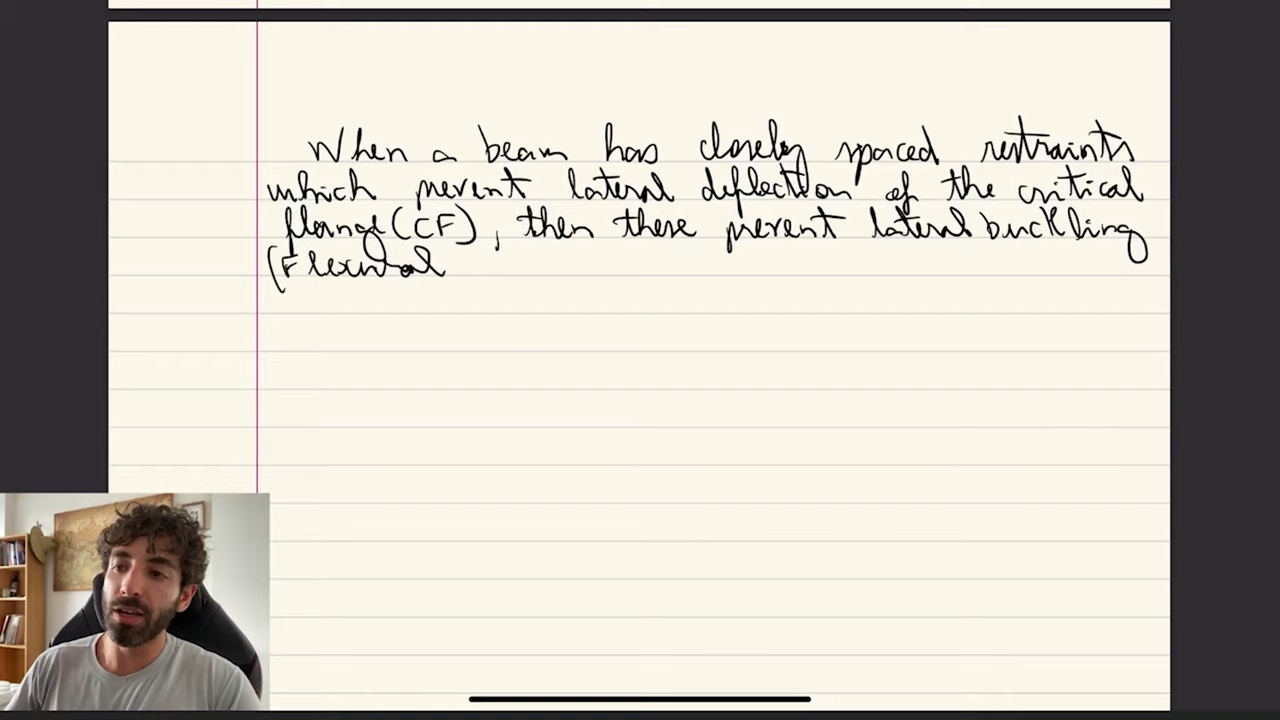 When a beam has closely spaced restraints
which prevent lateral deflection of the critical
flange (CF), then these prevent lateral buckling
(Flexural